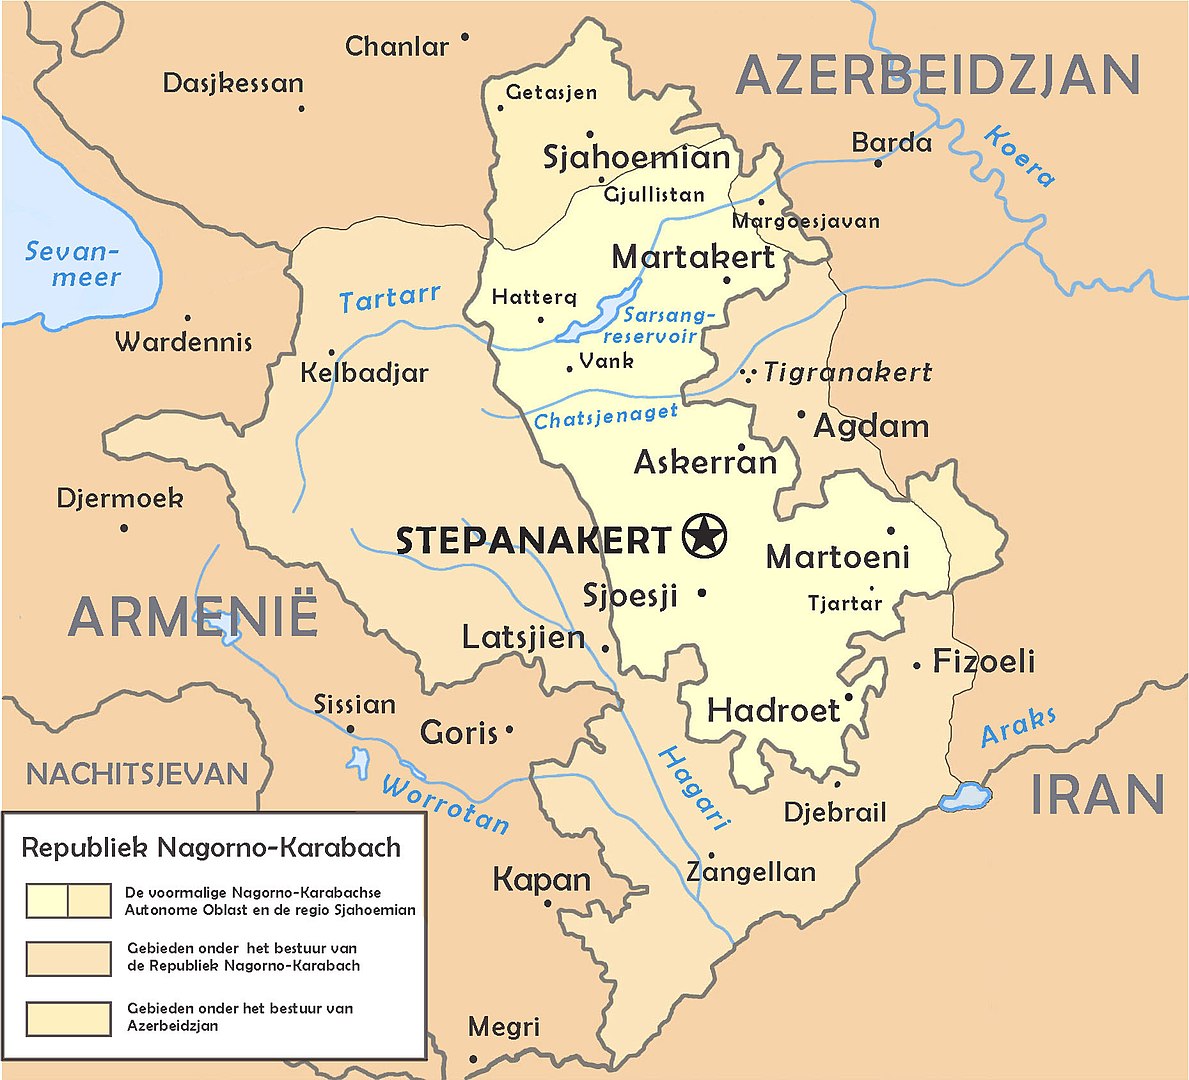 Chanlar
Dasjkessan
AZERBEIDZJAN
Getasjen
Koera
Barda
Sjahoemian
Gjullistan
Margoesjavan
Sevan-
meer
Martakert
Tartarr
Hatterq
Sarsang-
reservoir
Wardennis
Vank
Kelbadjar
Tigranakert
Chatsjenaget
Agdam
Askerran
Djermoek
STEPANAKERT
Martoeni
Sjoesji
Tjartar
ARMENIË
Latsjien
Fizoeli
Sissian
Hadroet
Goris
Araks
NACHITSJEVAN
Hagari
IRAN
Worrotan
Djebrail
Zangellan
Kapan
Megri
Republiek Nagorno-Karabach
De voormalige Nagorno-Karabachse
Autonome Oblast en de regio Sjahoemian
Gebieden onder het bestuur van
de Republiek Nagorno-Karabach
Gebieden onder het bestuur van
Azerbeidzjan